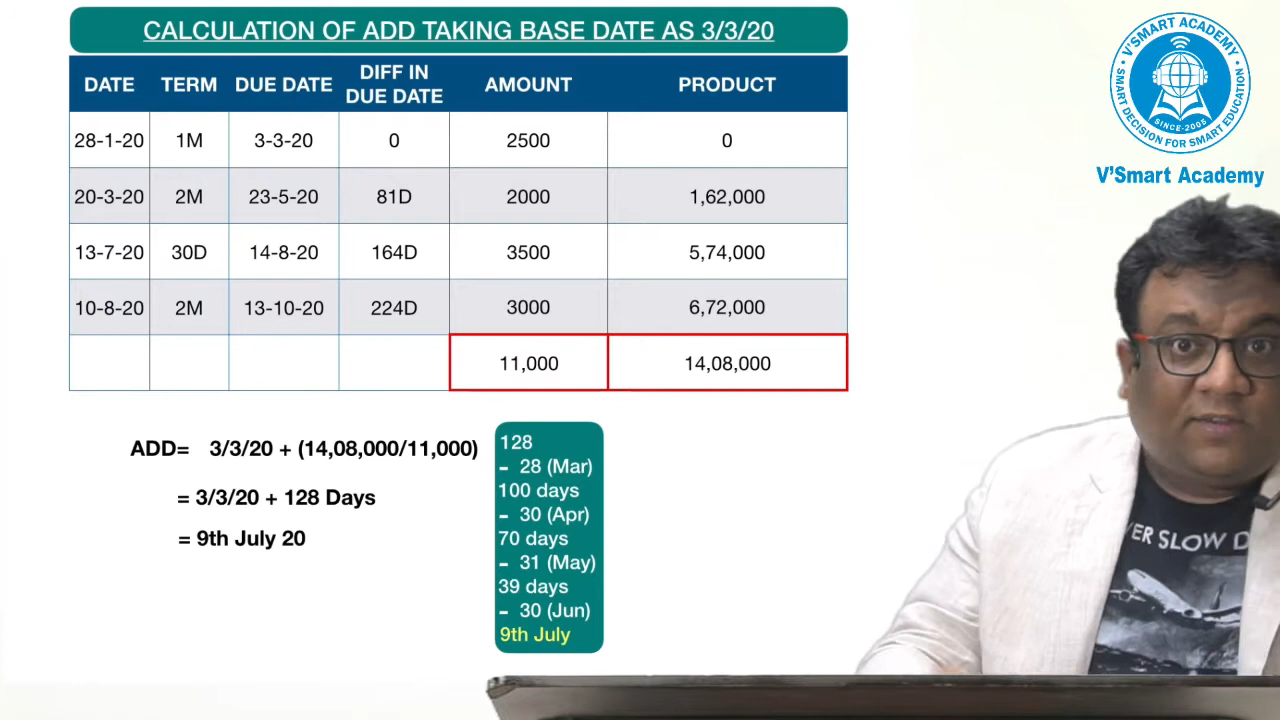 CALCULATION OF ADD TAKING BASE DATE AS 3/3/20
DATE TERM DUE DATE DIFF IN DUE DATE AMOUNT PRODUCT
28-1-20 1M 3-3-20 0 2500 0
20-3-20 2M 23-5-20 81D 2000 1,62,000
13-7-20 30D 14-8-20 164D 3500 5,74,000
10-8-20 2M 13-10-20 224D 3000 6,72,000
11,000 14,08,000
ADD= 3/3/20 + (14,08,000/11,000)
= 3/3/20 + 128 Days
= 9th July 20
128
- 28 (Mar)
100 days
- 30 (Apr)
70 days
- 31 (May)
39 days
- 30 (Jun)
9th July
• V'SMART ACADEMY •
SMART DECISION FOR SMART EDUCATION
SINCE-2005
V'Smart Academy
VER SLOW D